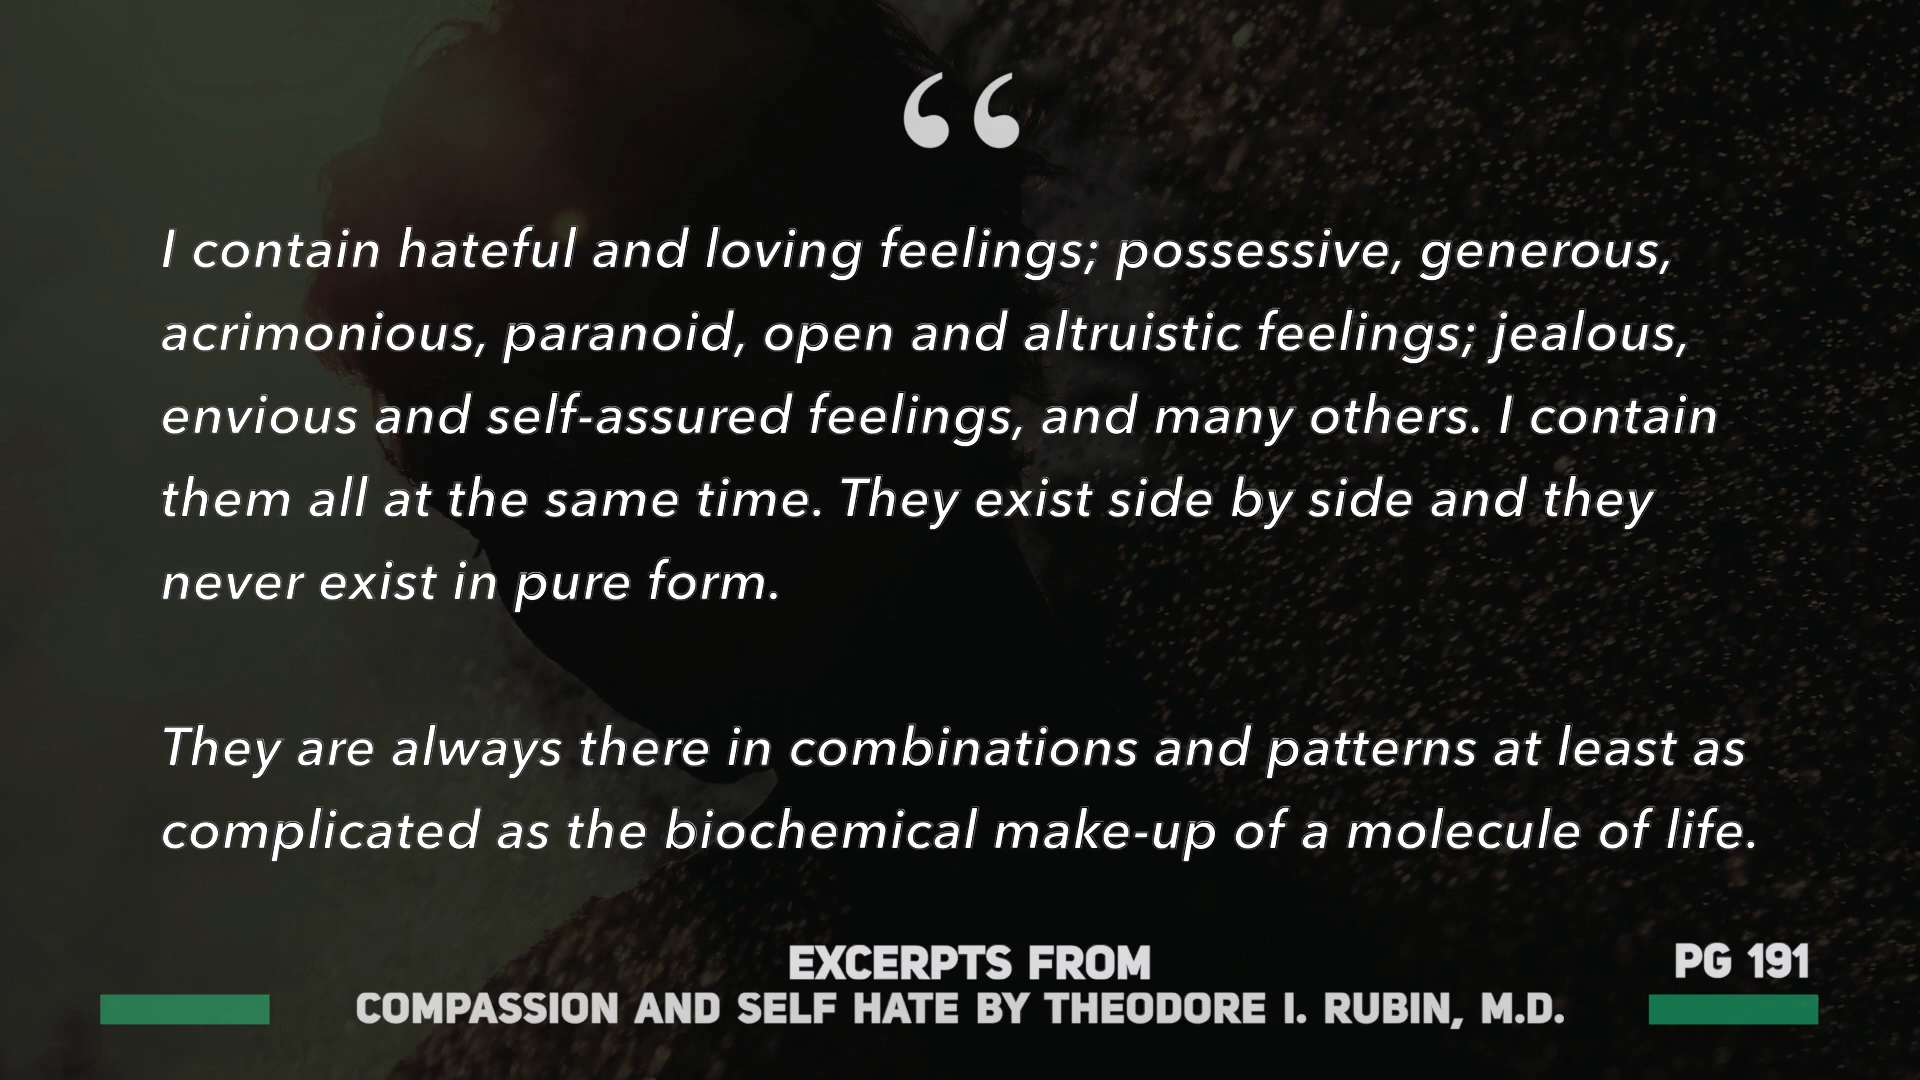 “
I contain hateful and loving feelings; possessive, generous,
acrimonious, paranoid, open and altruistic feelings; jealous,
envious and self-assured feelings, and many others. I contain
them all at the same time. They exist side by side and they
never exist in pure form.
They are always there in combinations and patterns at least as
complicated as the biochemical make-up of a molecule of life.
EXCERPTS FROM
COMPASSION AND SELF HATE BY THEODORE I. RUBIN, M.D.
PG 191